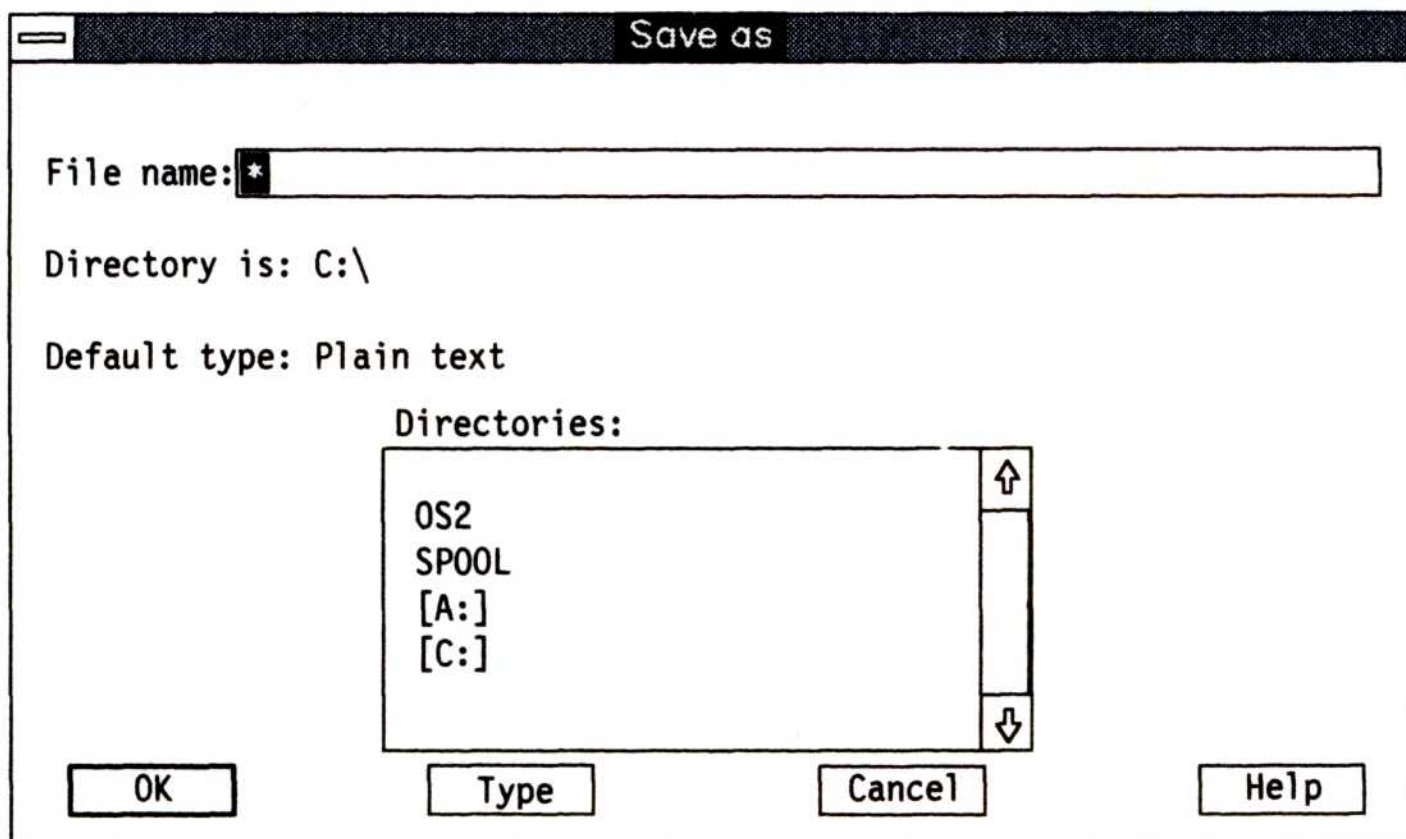 Save as
File name: *
Directory is: C:\
Default type: Plain text
Directories:
OS2
SPOOL
[A:]
[C:]
OK Type Cancel Help